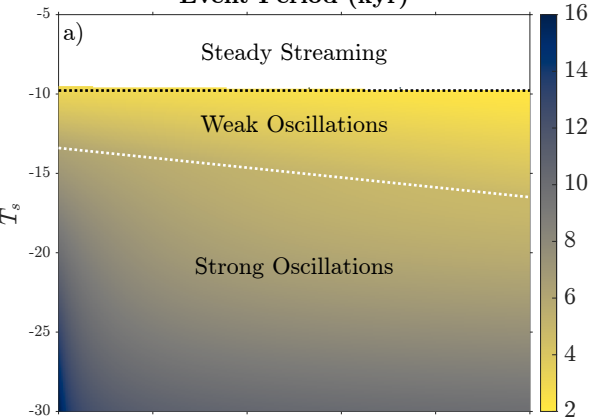 Event Period (kyr)
a)
Steady Streaming
Weak Oscillations
Strong Oscillations
T_s
-5
-10
-15
-20
-25
-30
16
14
12
10
8
6
4
2